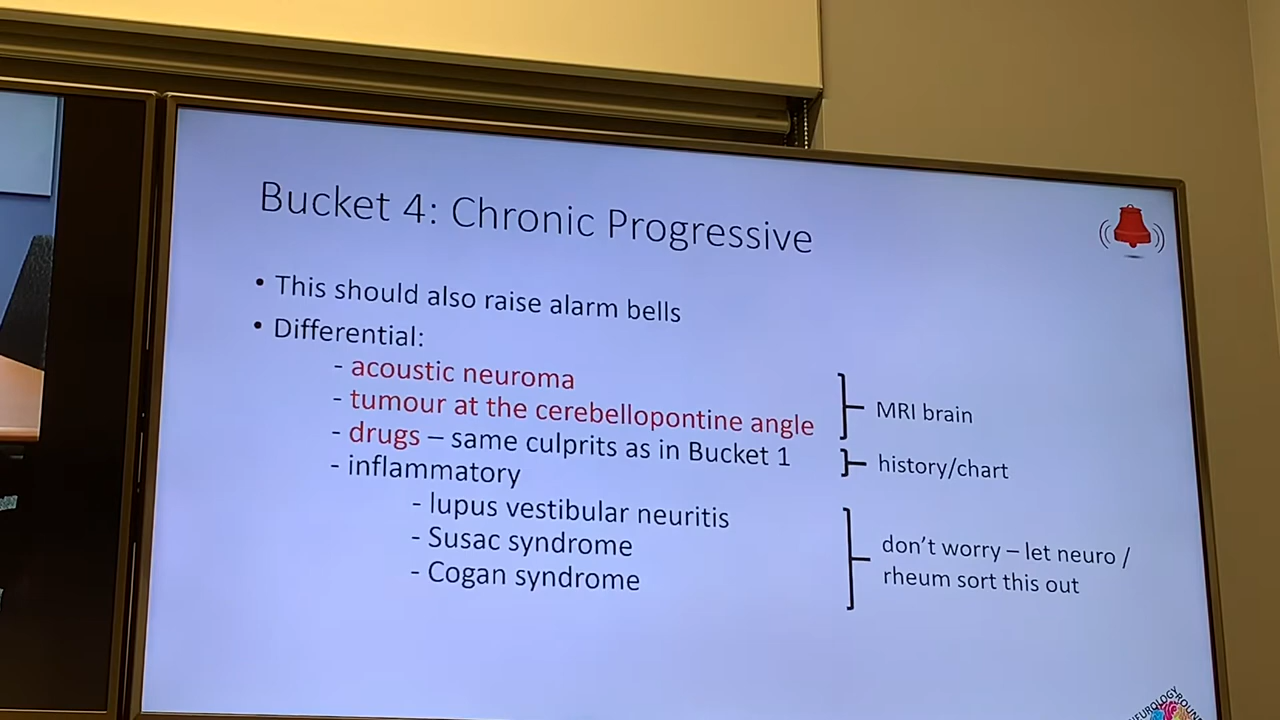 Bucket 4: Chronic Progressive
• This should also raise alarm bells
• Differential:
- acoustic neuroma
- tumour at the cerebellopontine angle
MRI brain
- drugs – same culprits as in Bucket 1
history/chart
- inflammatory
- lupus vestibular neuritis
- Susac syndrome
- Cogan syndrome
don't worry – let neuro /
rheum sort this out